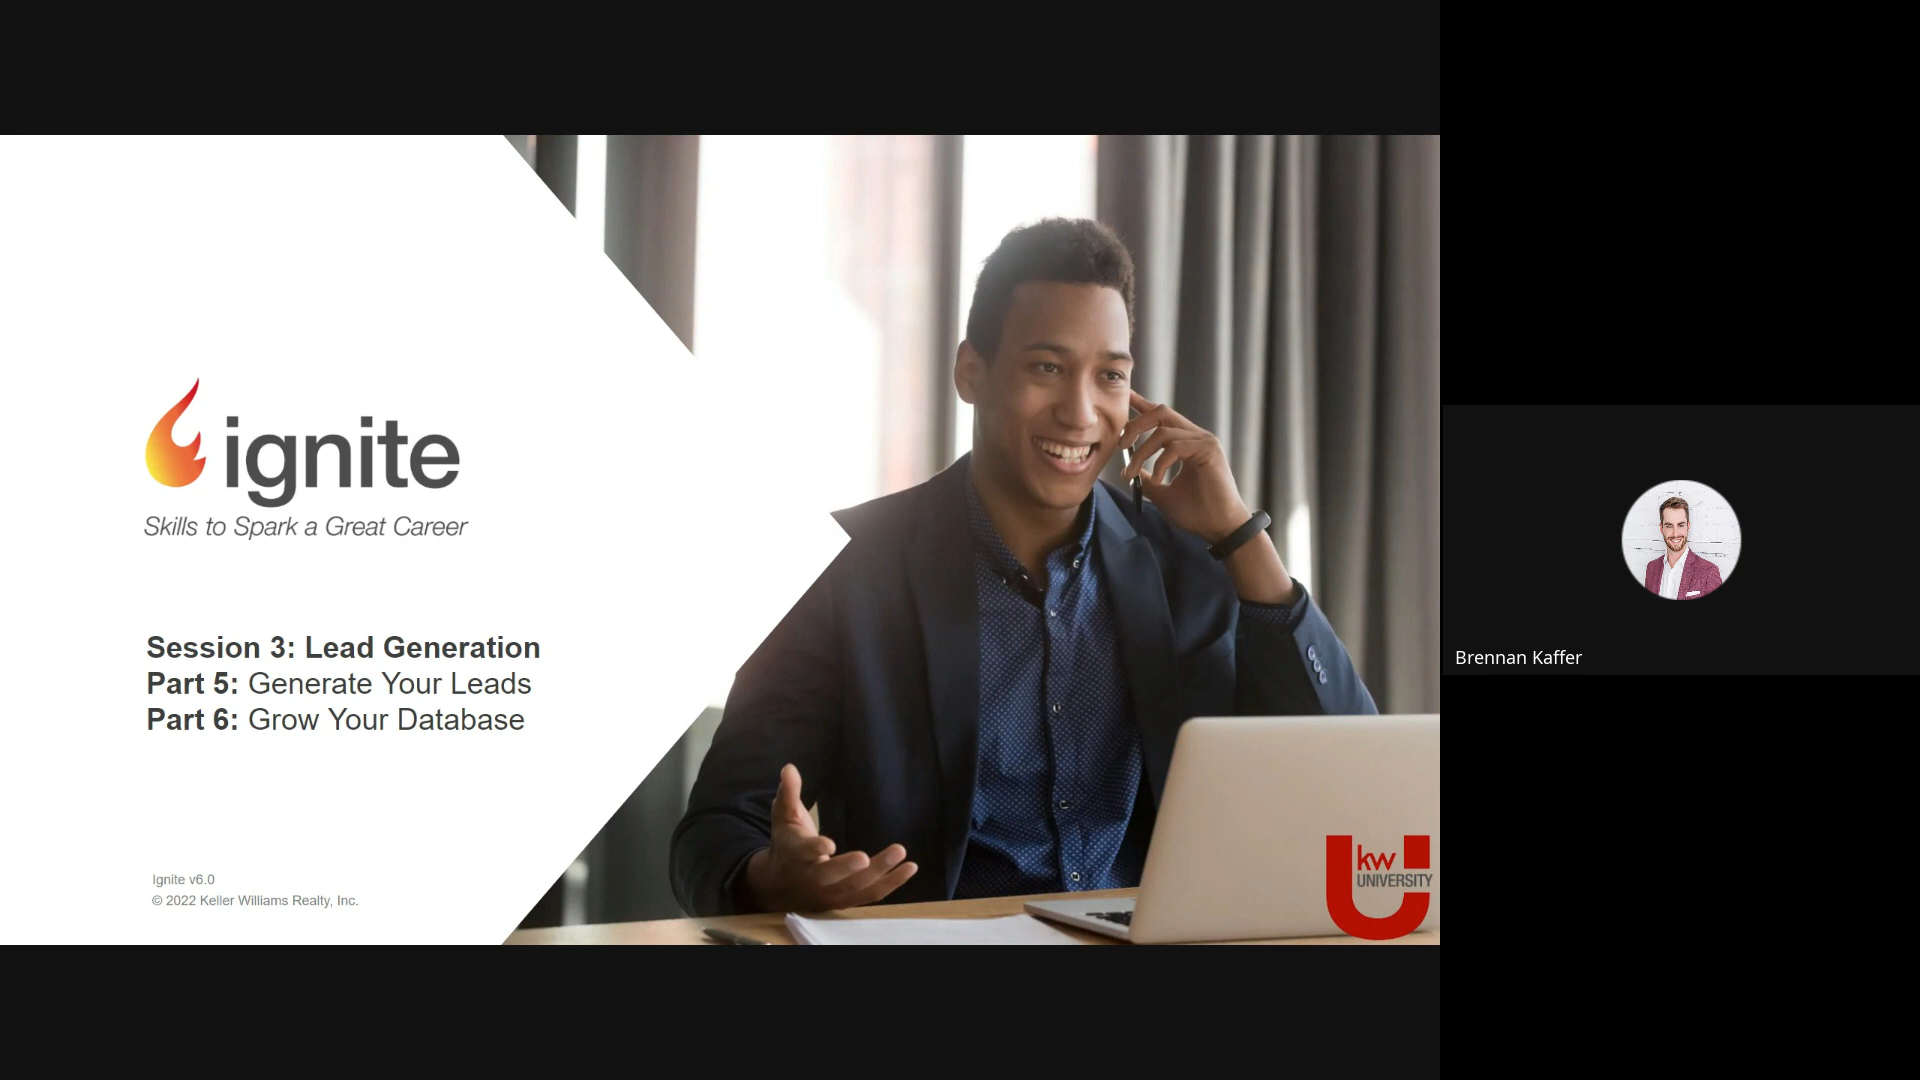 ignite
Skills to Spark a Great Career
Session 3: Lead Generation
Part 5: Generate Your Leads
Part 6: Grow Your Database
Ignite v6.0
© 2022 Keller Williams Realty, Inc.
kw
UNIVERSITY
Brennan Kaffer